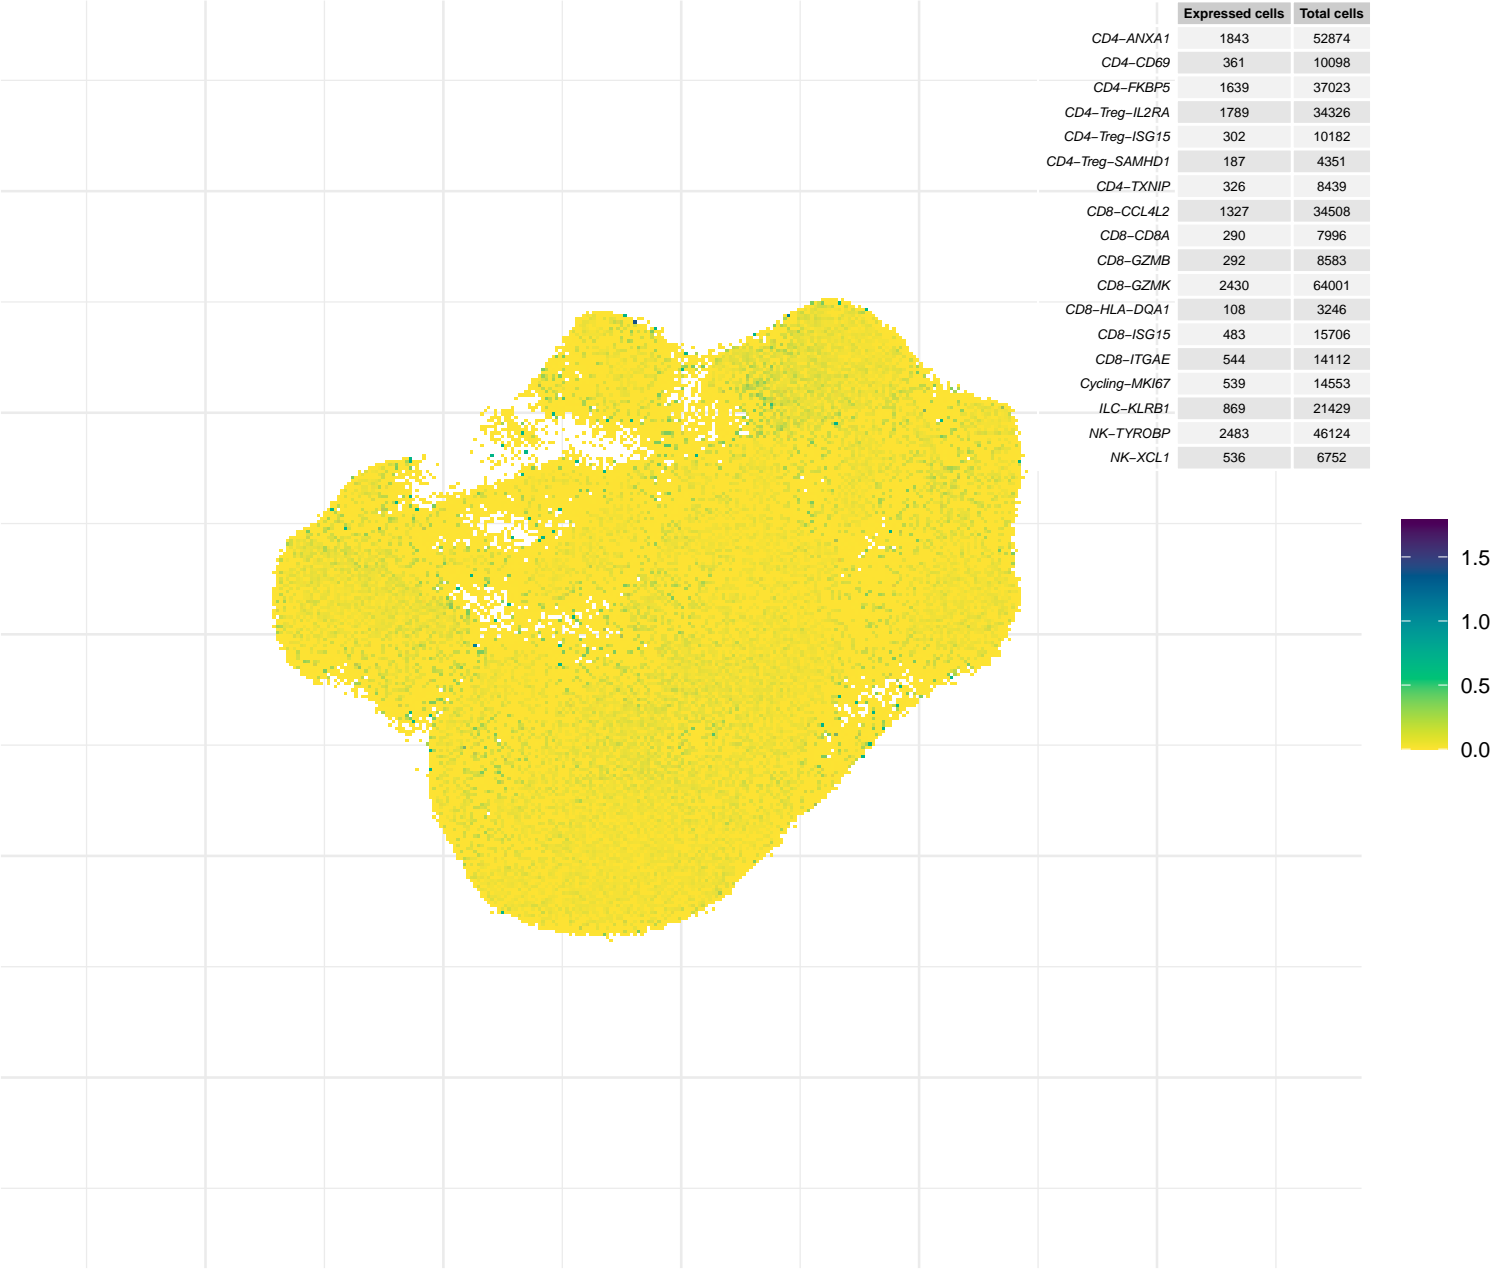 Expressed cells Total cells
CD4−ANXA1 1843 52874
CD4−CD69 361 10098
CD4−FKBP5 1639 37023
CD4−Treg−IL2RA 1789 34326
CD4−Treg−ISG15 302 10182
CD4−Treg−SAMHD1 187 4351
CD4−TXNIP 326 8439
CD8−CCL4L2 1327 34508
CD8−CD8A 290 7996
CD8−GZMB 292 8583
CD8−GZMK 2430 64001
CD8−HLA−DQA1 108 3246
CD8−ISG15 483 15706
CD8−ITGAE 544 14112
Cycling−MKI67 539 14553
ILC−KLRB1 869 21429
NK−TYROBP 2483 46124
NK−XCL1 536 6752
1.5
1.0
0.5
0.0